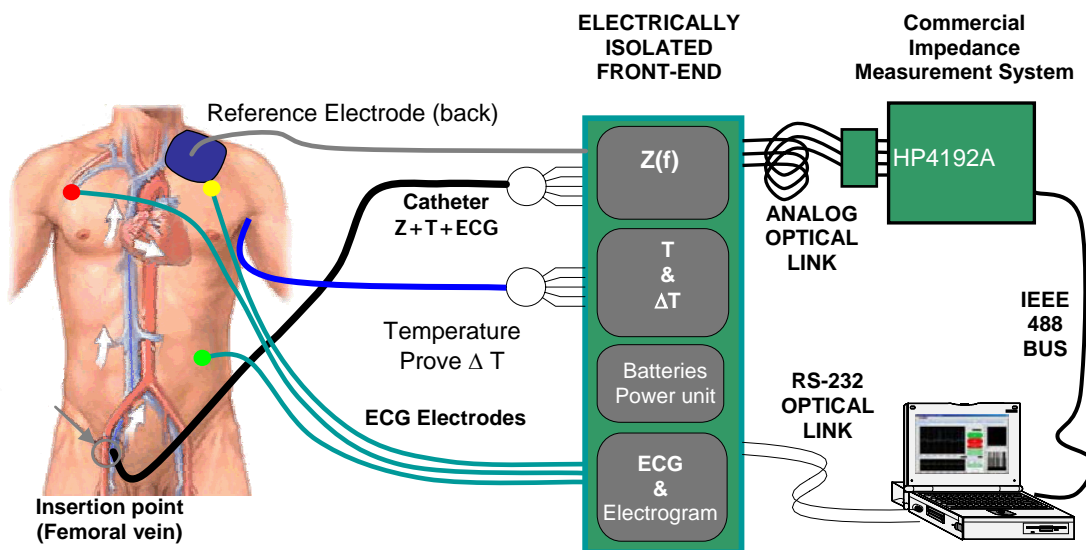 ELECTRICALLY
ISOLATED
FRONT-END
Commercial
Impedance
Measurement System
Reference Electrode (back)
Z(f)
HP4192A
Catheter
Z+T+ECG
ANALOG
OPTICAL
LINK
T
&
ΔT
IEEE
488
BUS
Temperature
Prove Δ T
Batteries
Power unit
RS-232
OPTICAL
LINK
ECG Electrodes
ECG
&
Electrogram
Insertion point
(Femoral vein)